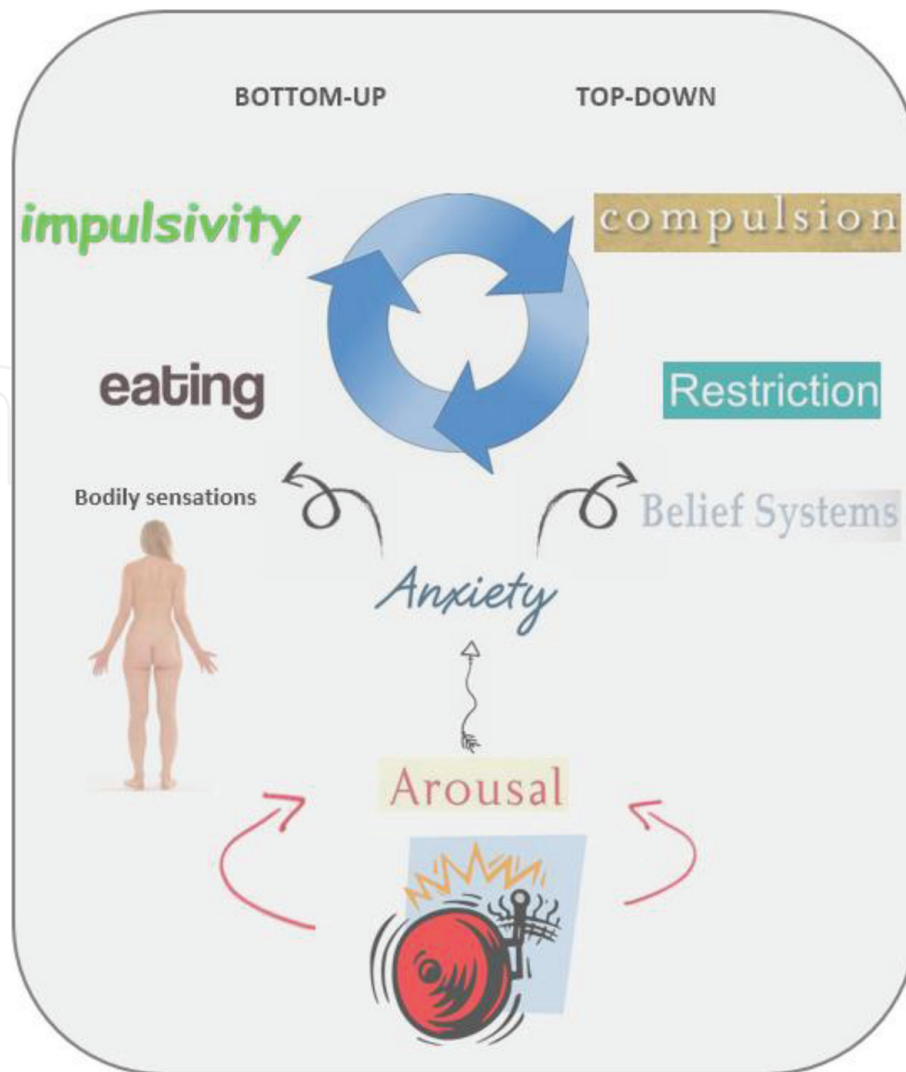 BOTTOM-UP TOP-DOWN
impulsivity compulsion
eating Restriction
Bodily sensations Belief Systems
Anxiety
Arousal